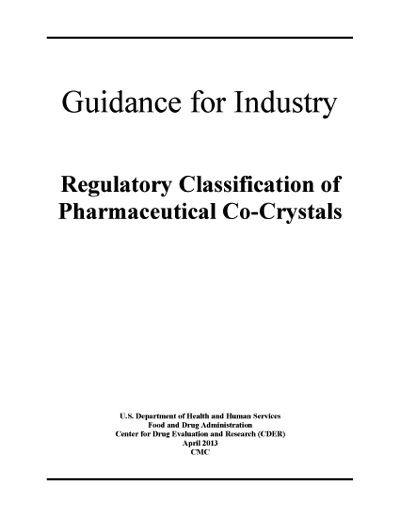 Guidance for Industry
Regulatory Classification of
Pharmaceutical Co-Crystals
U.S. Department of Health and Human Services
Food and Drug Administration
Center for Drug Evaluation and Research (CDER)
April 2013
CMC